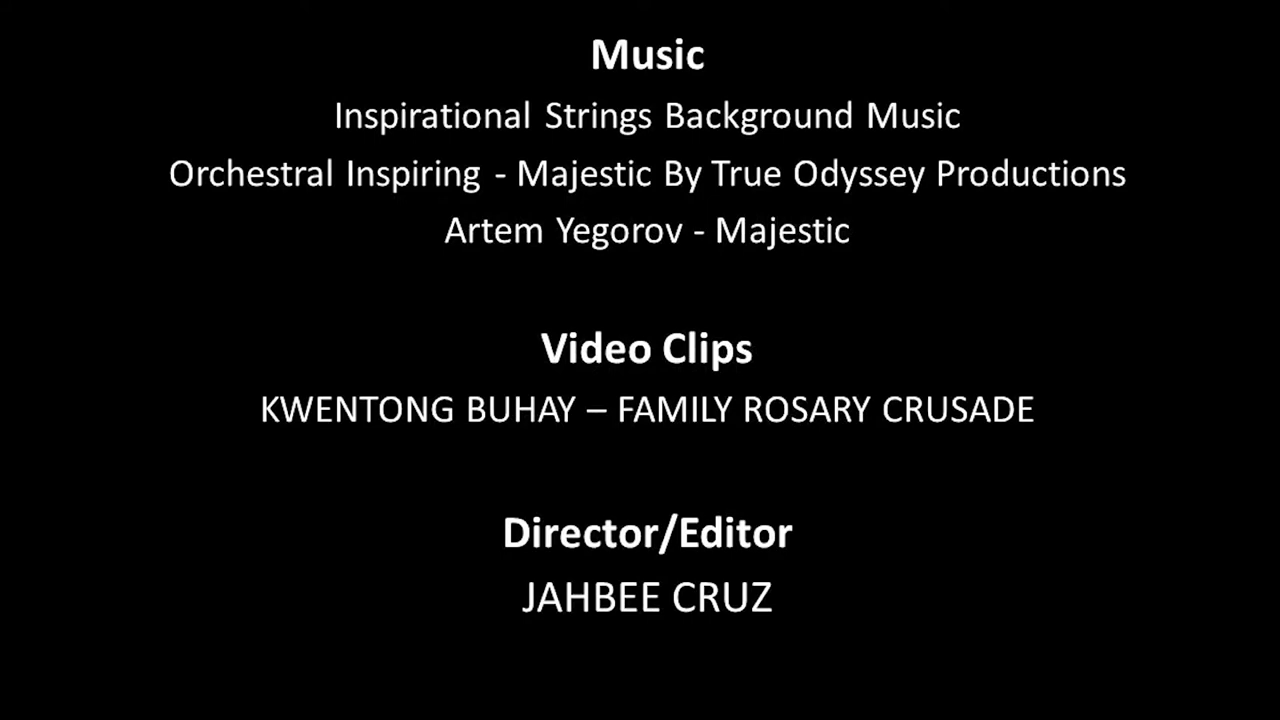 Music
Inspirational Strings Background Music
Orchestral Inspiring - Majestic By True Odyssey Productions
Artem Yegorov - Majestic
Video Clips
KWENTONG BUHAY – FAMILY ROSARY CRUSADE
Director/Editor
JAHBEE CRUZ